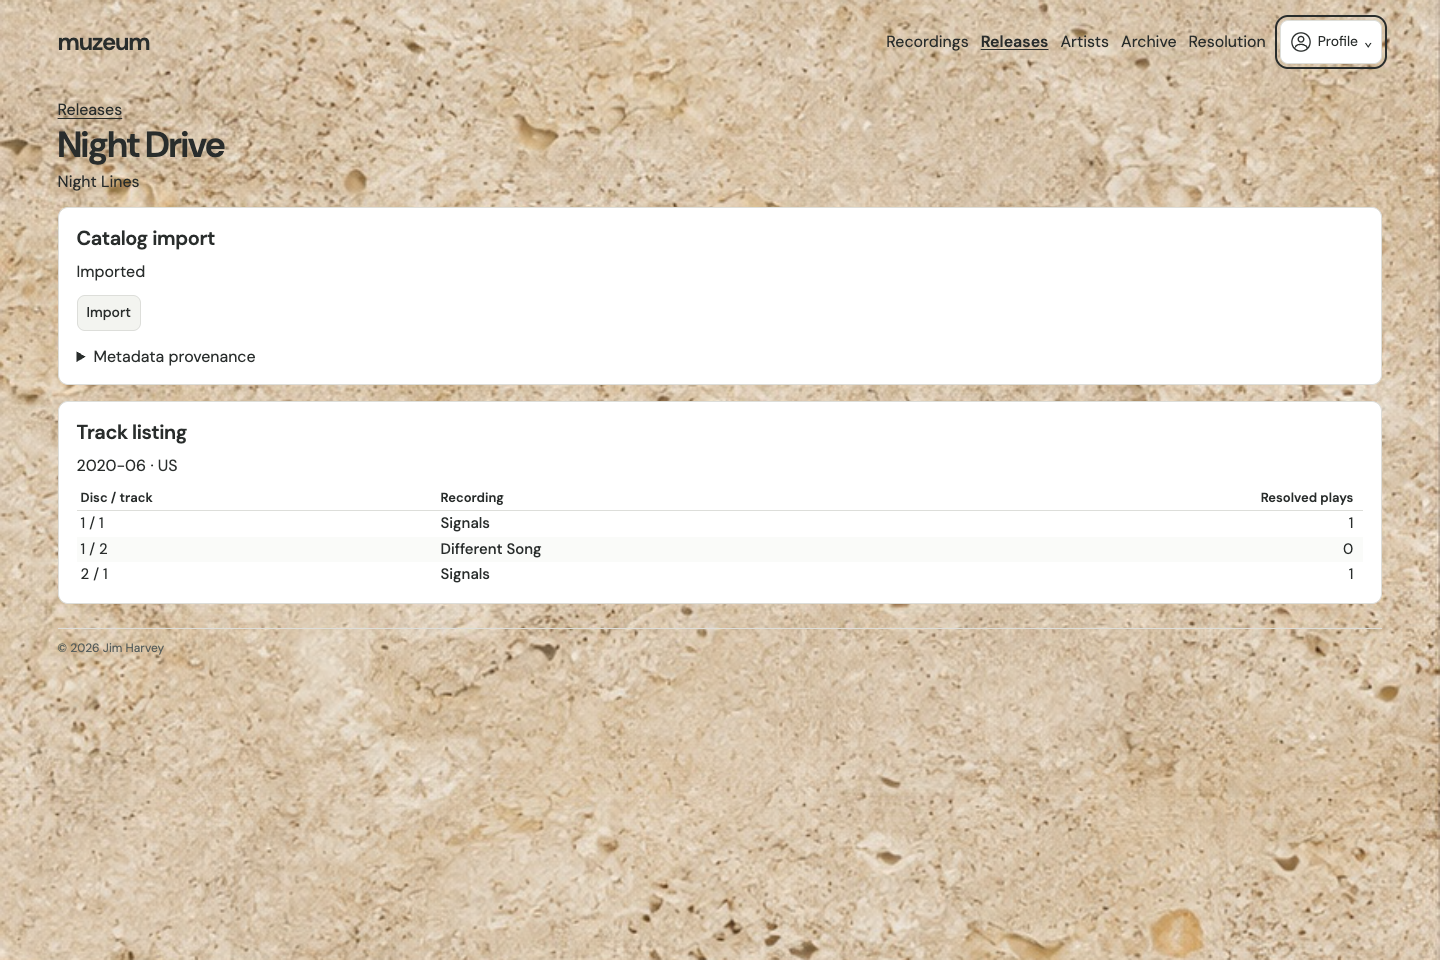 muzeum
Recordings Releases Artists Archive Resolution Profile
Releases
Night Drive
Night Lines
Catalog import
Imported
Import
Metadata provenance
Track listing
2020-06 · US
Disc / track Recording Resolved plays
1 / 1 Signals 1
1 / 2 Different Song 0
2 / 1 Signals 1
© 2026 Jim Harvey